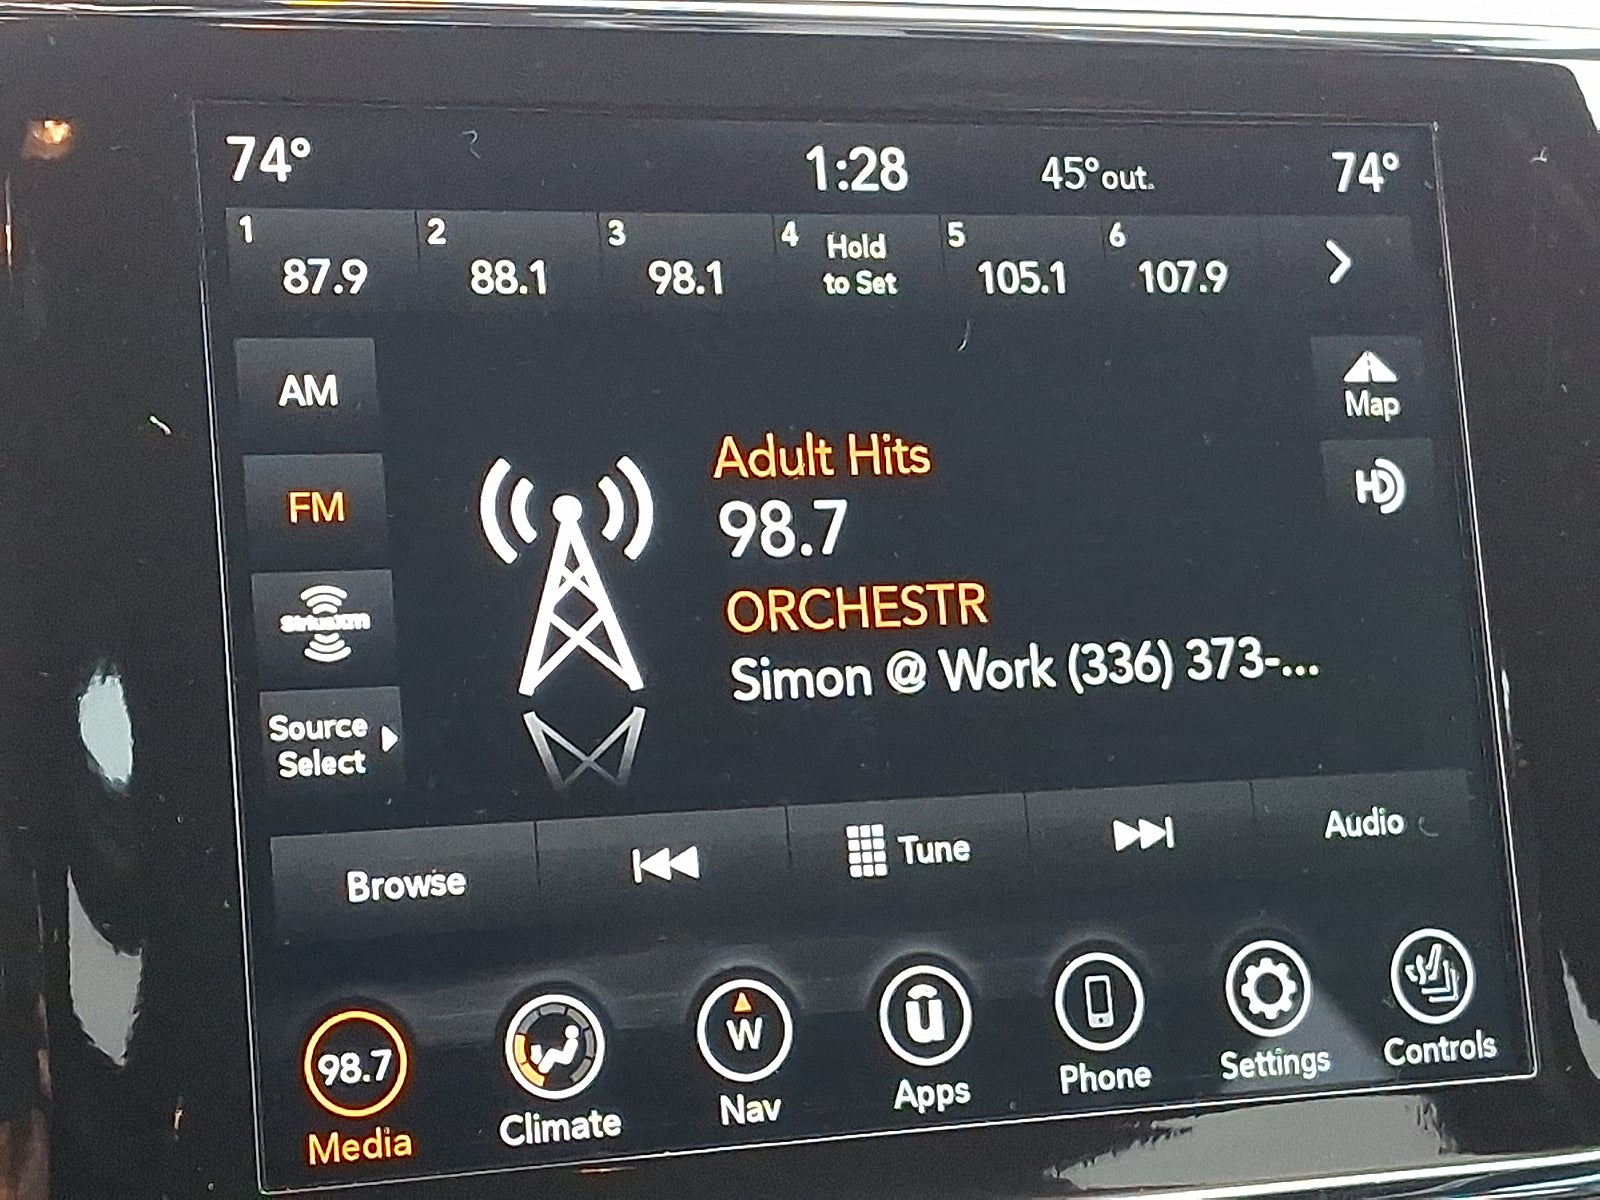 74° 1:28 45°out. 74°
1 2 3 4 Hold 5 6
87.9 88.1 98.1 to Set 105.1 107.9
AM
Map
Adult Hits
HD
FM
98.7
ORCHESTR
siriusxm
Simon @ Work (336) 373-...
Source
Select
Browse Tune Audio
98.7 W u
Media Climate Nav Apps Phone Settings Controls